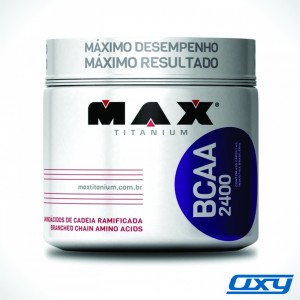 MÁXIMO DESEMPENHO
MÁXIMO RESULTADO
MAX
TITANIUM
maxtitanium.com.br
BCAA
2400
AMINOÁCIDOS DE CADEIA RAMIFICADA
BRANCHED CHAIN AMINO ACIDS
oxy